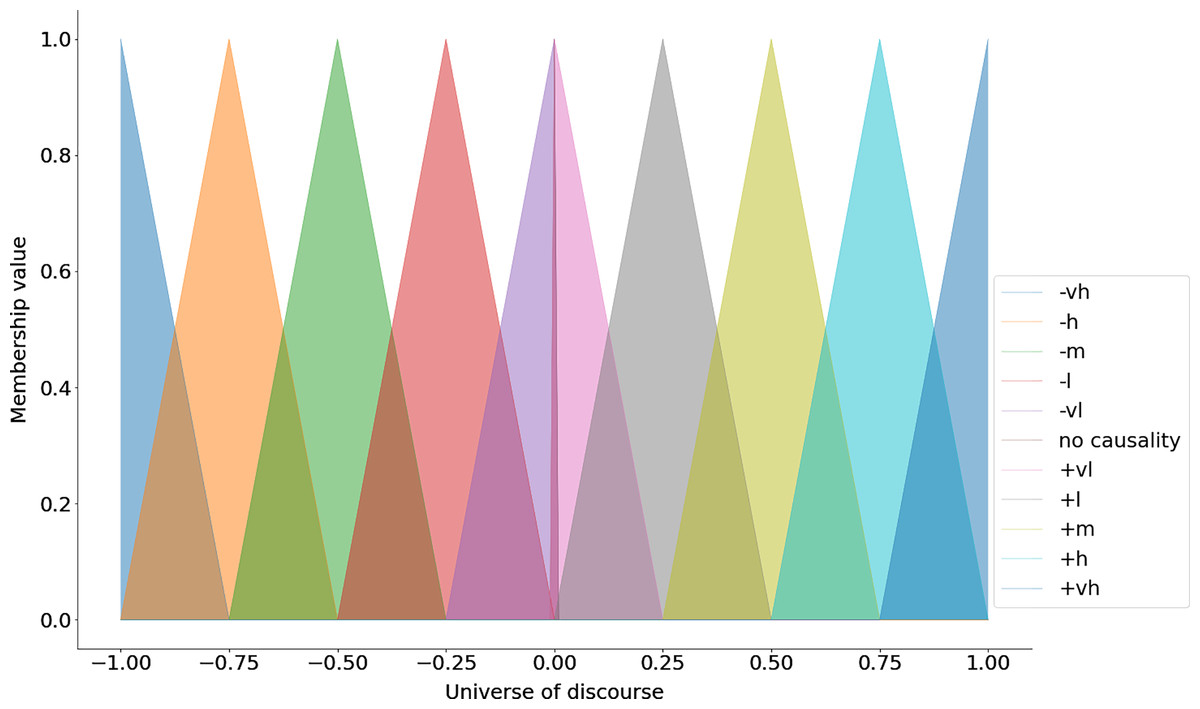 1.0
0.8
0.6
0.4
0.2
0.0
Membership value
−1.00 −0.75 −0.50 −0.25 0.00 0.25 0.50 0.75 1.00
Universe of discourse
-vh
-h
-m
-l
-vl
no causality
+vl
+l
+m
+h
+vh